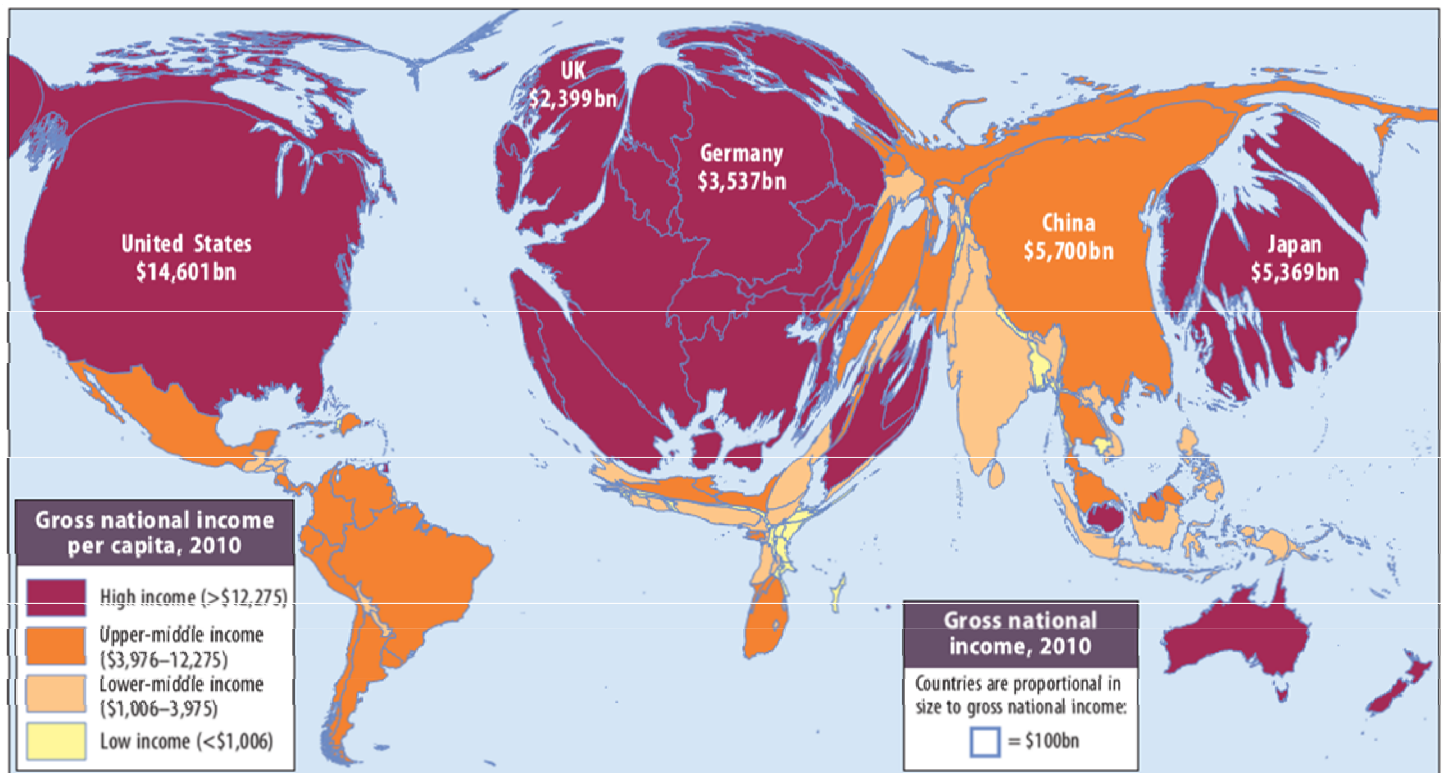 UK
$2,399bn
Germany
$3,537bn
United States
$14,601bn
China
$5,700bn
Japan
$5,369bn
Gross national income
per capita, 2010
High income (>$12,275)
Upper-middle income
($3,976–12,275)
Lower-middle income
($1,006–3,975)
Low income (<$1,006)
Gross national
income, 2010
Countries are proportional in
size to gross national income:
= $100bn